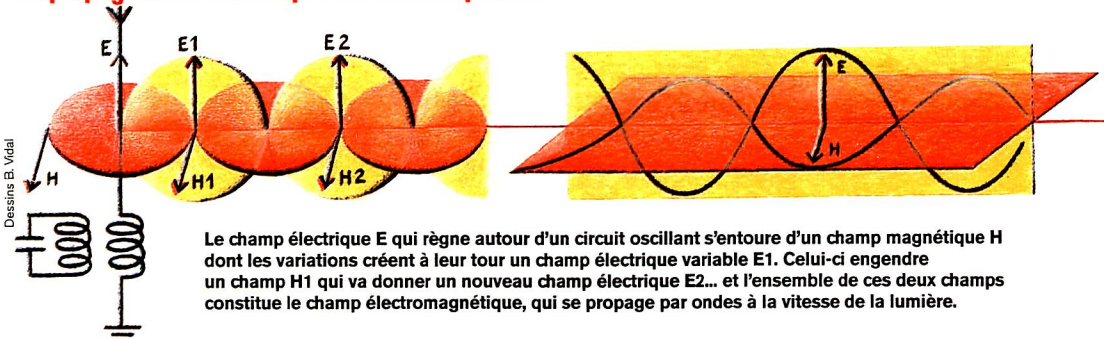 E
E1
E2
E
H
H1
H2
H
Dessins B. Vidal
Le champ électrique E qui règne autour d'un circuit oscillant s'entoure d'un champ magnétique H
dont les variations créent à leur tour un champ électrique variable E1. Celui-ci engendre
un champ H1 qui va donner un nouveau champ électrique E2... et l'ensemble de ces deux champs
constitue le champ électromagnétique, qui se propage par ondes à la vitesse de la lumière.